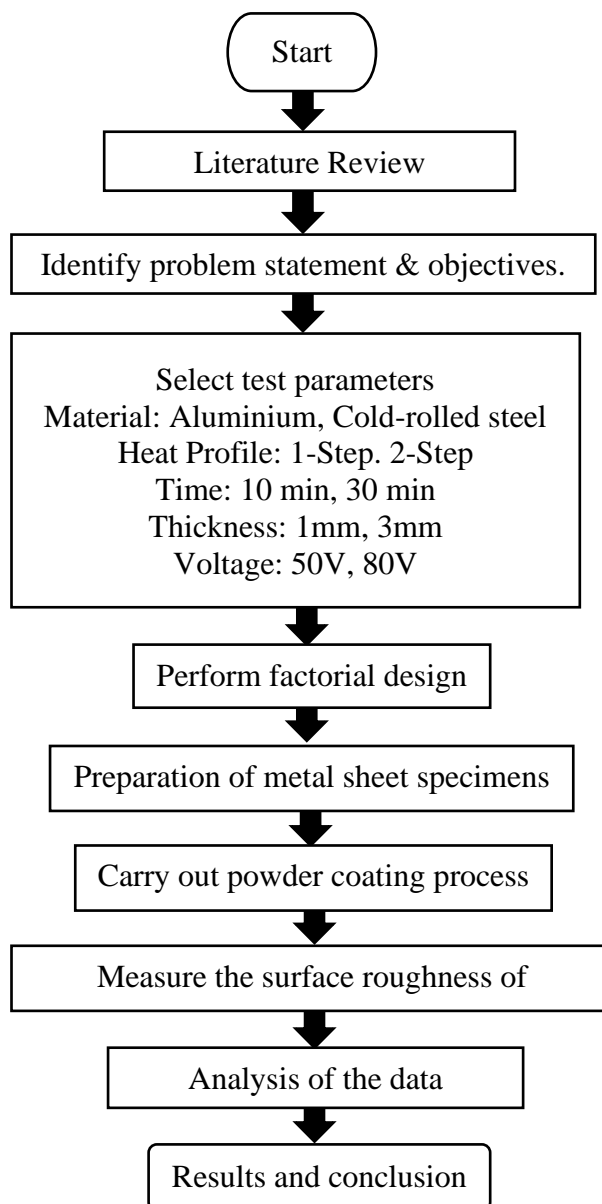 Start
Literature Review
Identify problem statement & objectives.
Select test parameters
Material: Aluminium, Cold-rolled steel
Heat Profile: 1-Step. 2-Step
Time: 10 min, 30 min
Thickness: 1mm, 3mm
Voltage: 50V, 80V
Perform factorial design
Preparation of metal sheet specimens
Carry out powder coating process
Measure the surface roughness of
Analysis of the data
Results and conclusion